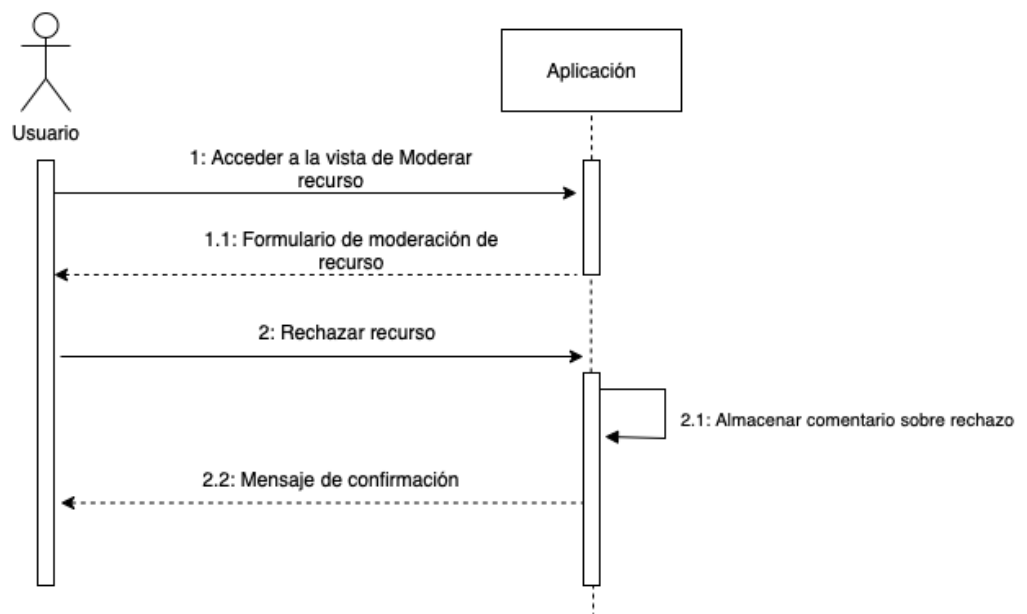 Aplicación
Usuario
1: Acceder a la vista de Moderar
recurso
1.1: Formulario de moderación de
recurso
2: Rechazar recurso
2.1: Almacenar comentario sobre rechazo
2.2: Mensaje de confirmación